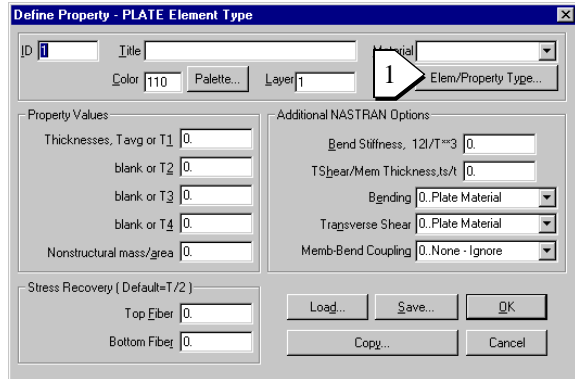 Define Property - PLATE Element Type
ID 1 Title Material
Color 110 Palette... Layer 1 1 Elem/Property Type...
Property Values
Thicknesses, Tavg or T1 0.
blank or T2 0.
blank or T3 0.
blank or T4 0.
Nonstructural mass/area 0.
Additional NASTRAN Options
Bend Stiffness, 12I/T**3 0.
TShear/Mem Thickness,ts/t 0.
Bending 0..Plate Material
Transverse Shear 0..Plate Material
Memb-Bend Coupling 0..None - Ignore
Stress Recovery ( Default=T/2 )
Top Fiber 0.
Bottom Fiber 0.
Load... Save... OK
Copy... Cancel